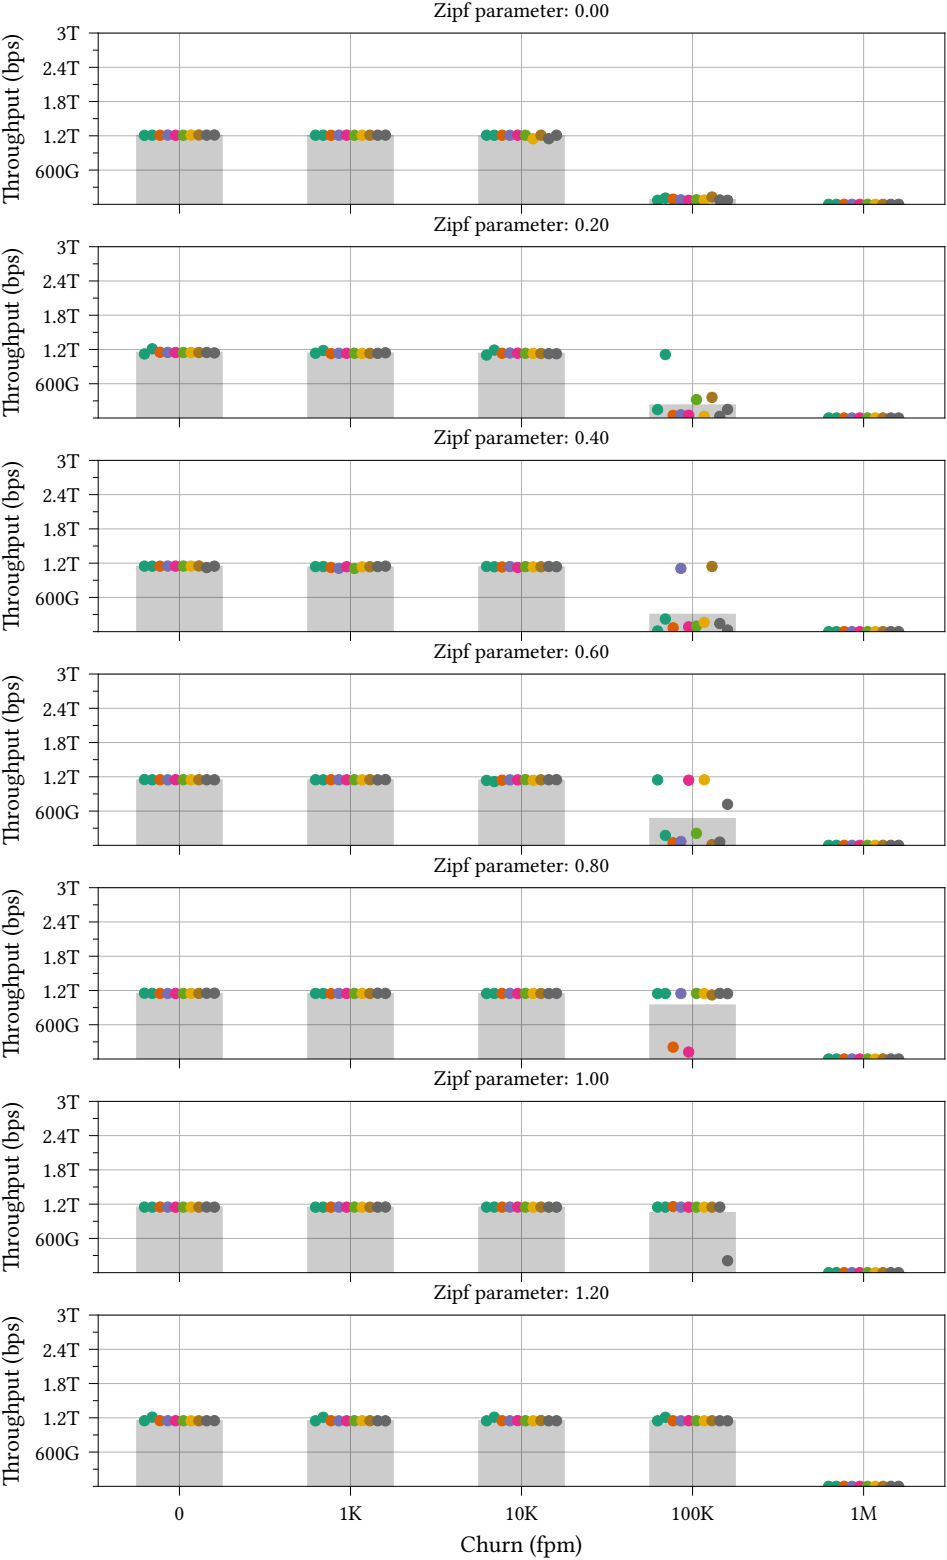 Zipf parameter: 0.00
Throughput (bps)
3T
2.4T
1.8T
1.2T
600G
Zipf parameter: 0.20
Throughput (bps)
3T
2.4T
1.8T
1.2T
600G
Zipf parameter: 0.40
Throughput (bps)
3T
2.4T
1.8T
1.2T
600G
Zipf parameter: 0.60
Throughput (bps)
3T
2.4T
1.8T
1.2T
600G
Zipf parameter: 0.80
Throughput (bps)
3T
2.4T
1.8T
1.2T
600G
Zipf parameter: 1.00
Throughput (bps)
3T
2.4T
1.8T
1.2T
600G
Zipf parameter: 1.20
Throughput (bps)
3T
2.4T
1.8T
1.2T
600G
0 1K 10K 100K 1M
Churn (fpm)